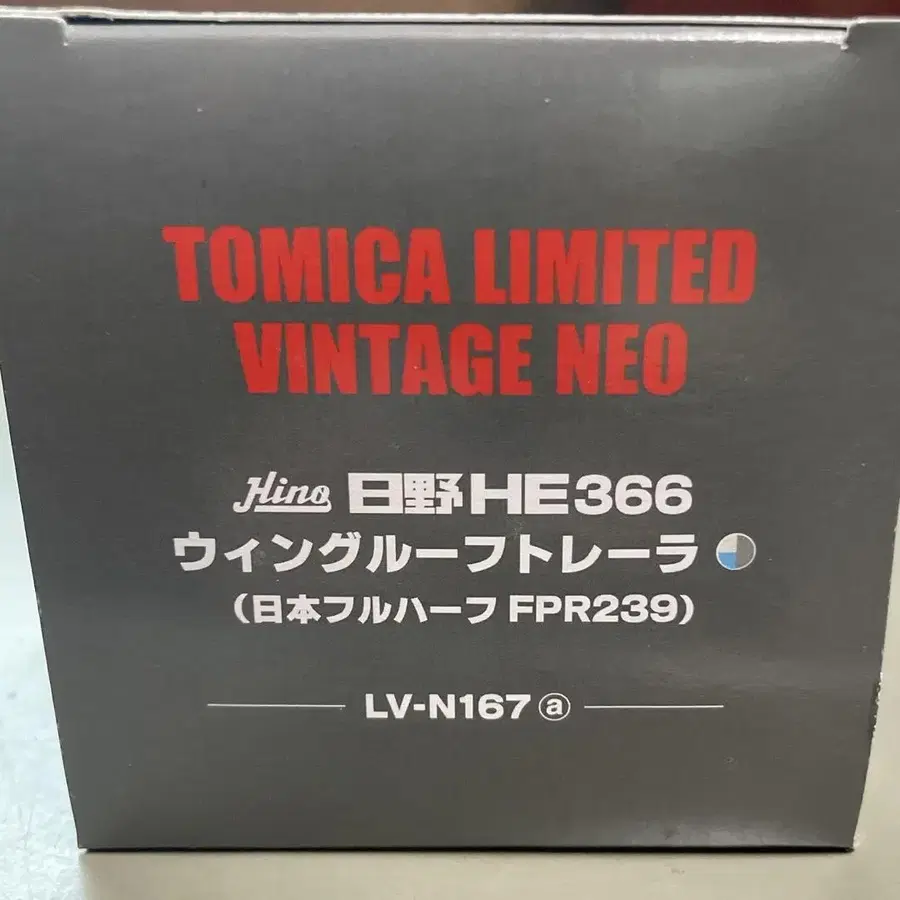 TOMICA LIMITED
VINTAGE NEO
Hino 日野HE366
ウィングルーフトレーラ
(日本フルハーフ FPR239)
LV-N167 ⓐ